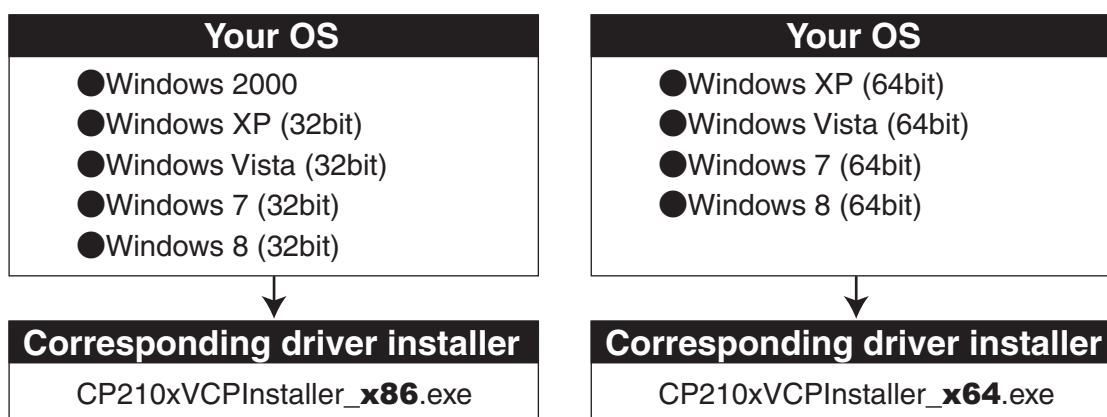 Your OS
●Windows 2000
●Windows XP (32bit)
●Windows Vista (32bit)
●Windows 7 (32bit)
●Windows 8 (32bit)
Corresponding driver installer
CP210xVCPInstaller_x86.exe
Your OS
●Windows XP (64bit)
●Windows Vista (64bit)
●Windows 7 (64bit)
●Windows 8 (64bit)
Corresponding driver installer
CP210xVCPInstaller_x64.exe